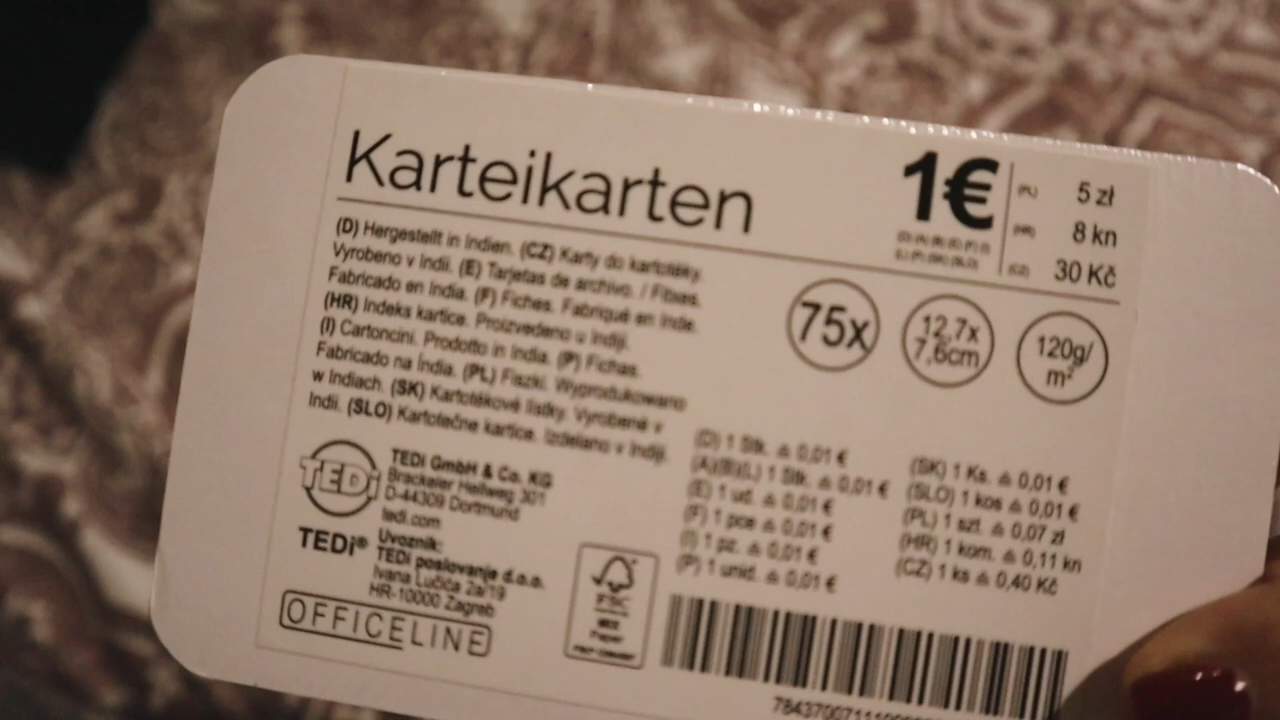 Karteikarten
1€
(PL) 5 zł
(HR) 8 kn
(CZ) 30 Kč
(D) Hergestellt in Indien. (CZ) Karty do kartotéky.
Vyrobeno v Indii. (E) Tarjetas de archivo. / Fitxes.
Fabricado en India. (F) Fiches. Fabriqué en Inde.
(HR) Indeks kartice. Proizvedeno u Indiji.
(I) Cartoncini. Prodotto in India. (P) Fichas.
Fabricado na Índia. (PL) Fiszki. Wyprodukowano
w Indiach. (SK) Kartotékové lístky. Vyrobené v
Indii. (SLO) Kartotečne kartice. Izdelano v Indiji.
75x
12,7x
7,6cm
120g/
m²
(D) 1 Stk. ≙ 0,01 €
(A)(B)(L) 1 Stk. ≙ 0,01 €
(E) 1 ud. ≙ 0,01 €
(F) 1 pce ≙ 0,01 €
(I) 1 pz. ≙ 0,01 €
(P) 1 unid. ≙ 0,01 €
(SK) 1 Ks. ≙ 0,01 €
(SLO) 1 kos ≙ 0,01 €
(PL) 1 szt. ≙ 0,07 zł
(HR) 1 kom. ≙ 0,11 kn
(CZ) 1 ks ≙ 0,40 Kč
TEDi
TEDi GmbH & Co. KG
Brackeler Hellweg 301
D-44309 Dortmund
tedi.com
TEDi®
Uvoznik:
TEDi poslovanje d.o.o.
Ivana Lučića 2a/19
HR-10000 Zagreb
OFFICELINE
FSC
MIX
Paper